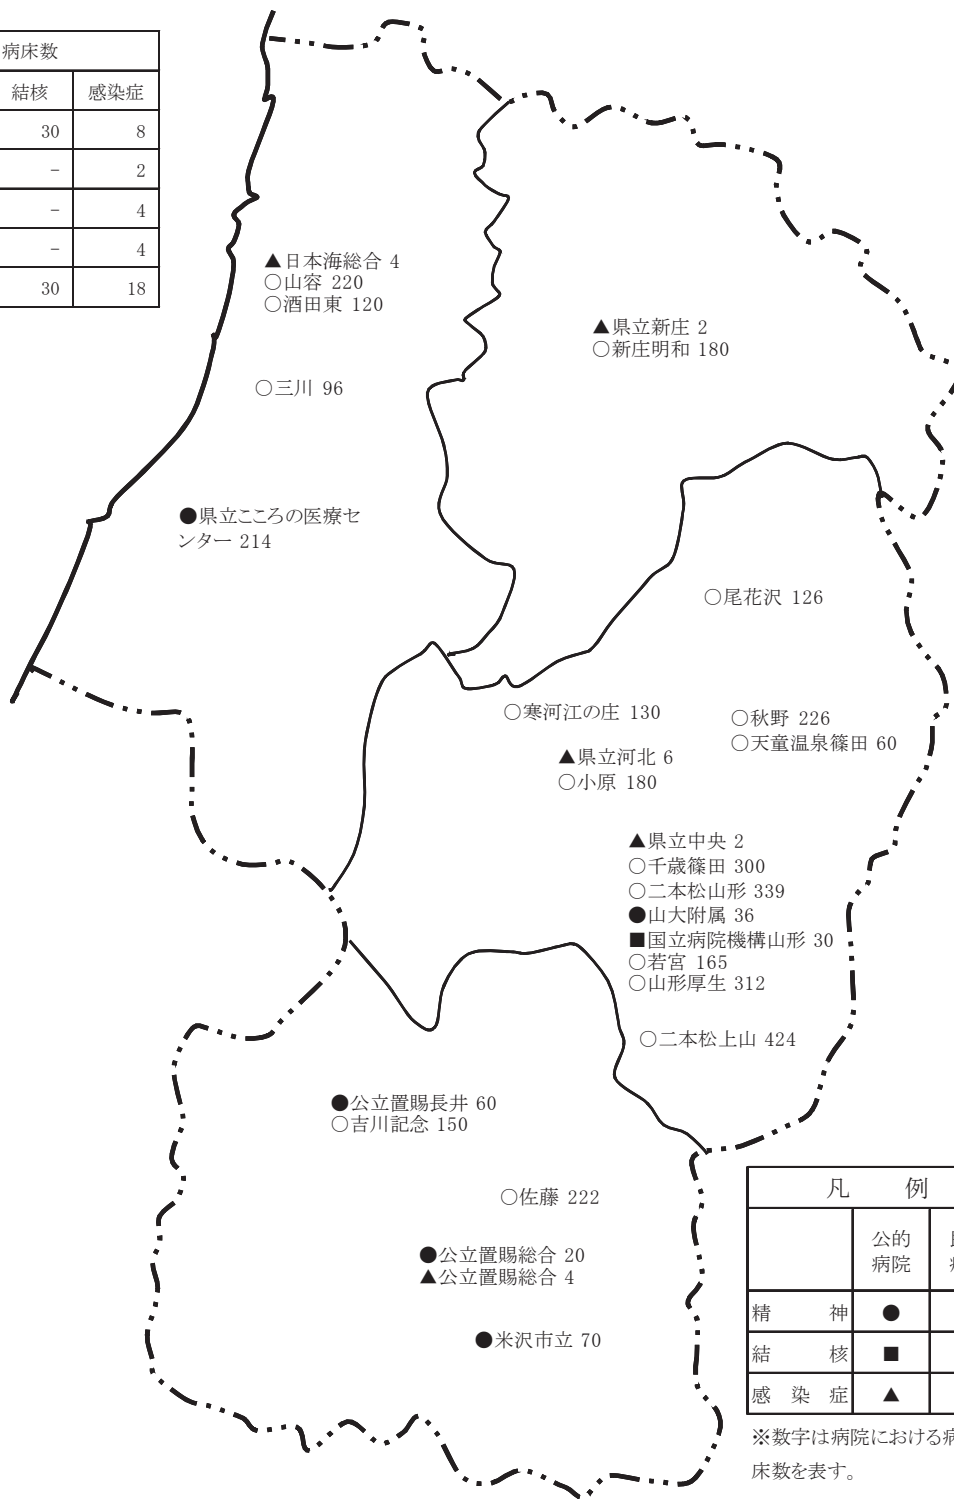 病床数
結核 感染症
30 8
- 2
- 4
- 4
30 18
▲日本海総合 4
○山容 220
○酒田東 120
▲県立新庄 2
○新庄明和 180
○三川 96
●県立こころの医療セ
ンター 214
○尾花沢 126
○寒河江の庄 130
○秋野 226
○天童温泉篠田 60
▲県立河北 6
○小原 180
▲県立中央 2
○千歳篠田 300
○二本松山形 339
●山大附属 36
■国立病院機構山形 30
○若宮 165
○山形厚生 312
○二本松上山 424
●公立置賜長井 60
○吉川記念 150
○佐藤 222
●公立置賜総合 20
▲公立置賜総合 4
●米沢市立 70
凡 例
公的
病院
精 神 ●
結 核 ■
感 染 症 ▲
※数字は病院における病
床数を表す。